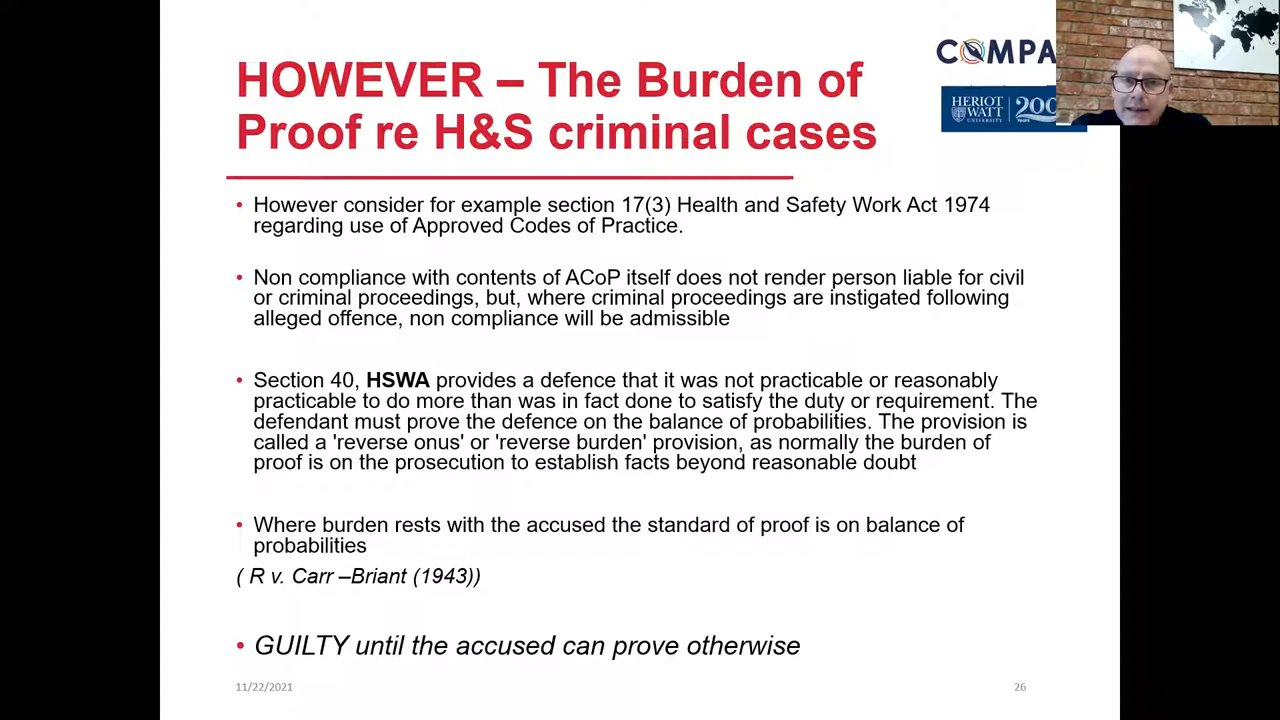 COMPA
HERIOT
WATT
UNIVERSITY
200
YEARS
HOWEVER – The Burden of
Proof re H&S criminal cases
• However consider for example section 17(3) Health and Safety Work Act 1974
regarding use of Approved Codes of Practice.
• Non compliance with contents of ACoP itself does not render person liable for civil
or criminal proceedings, but, where criminal proceedings are instigated following
alleged offence, non compliance will be admissible
• Section 40, HSWA provides a defence that it was not practicable or reasonably
practicable to do more than was in fact done to satisfy the duty or requirement. The
defendant must prove the defence on the balance of probabilities. The provision is
called a 'reverse onus' or 'reverse burden' provision, as normally the burden of
proof is on the prosecution to establish facts beyond reasonable doubt
• Where burden rests with the accused the standard of proof is on balance of
probabilities
( R v. Carr –Briant (1943))
• GUILTY until the accused can prove otherwise
11/22/2021
26